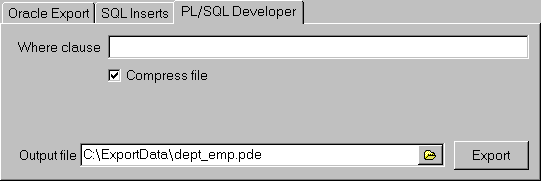 Oracle Export SQL Inserts PL/SQL Developer
Where clause
Compress file
Output file C:\ExportData\dept_emp.pde Export